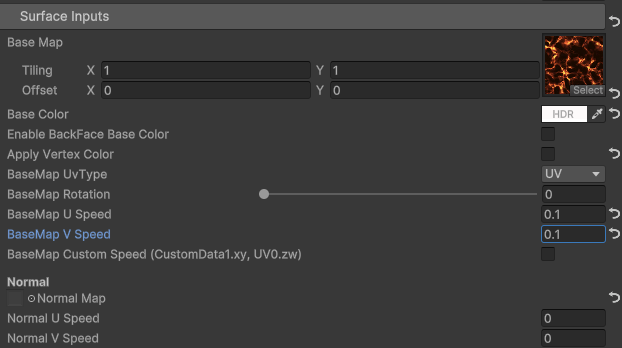 Surface Inputs
Base Map
Tiling X 1 Y 1
Offset X 0 Y 0
Select
Base Color HDR
Enable BackFace Base Color
Apply Vertex Color
BaseMap UvType UV
BaseMap Rotation 0
BaseMap U Speed 0.1
BaseMap V Speed 0.1
BaseMap Custom Speed (CustomData1.xy, UV0.zw)
Normal
Normal Map
Normal U Speed 0
Normal V Speed 0